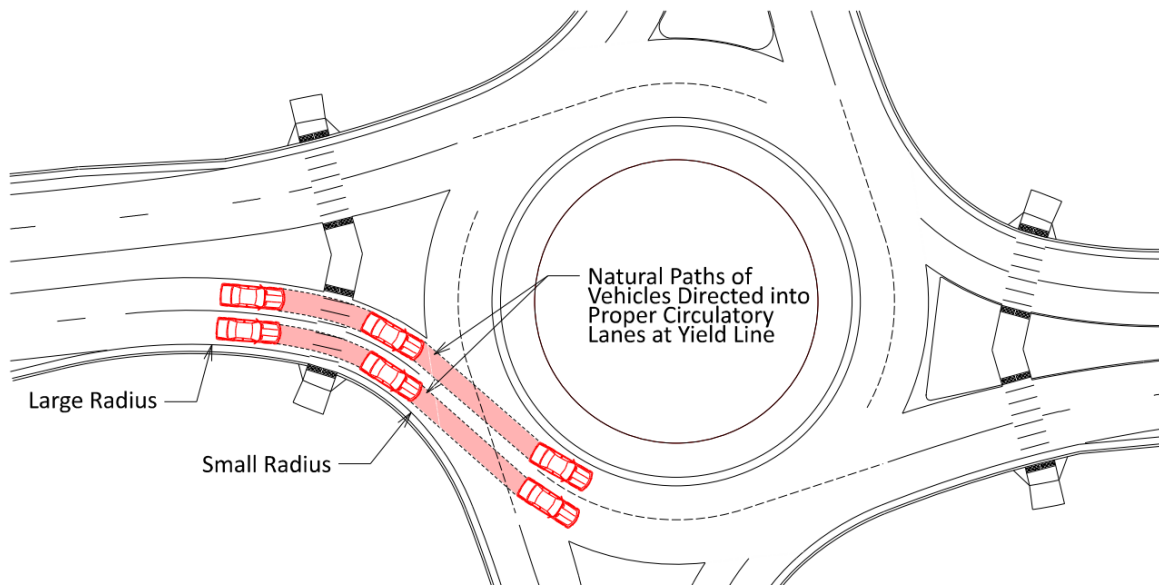 Natural Paths of
Vehicles Directed into
Proper Circulatory
Lanes at Yield Line
Large Radius
Small Radius